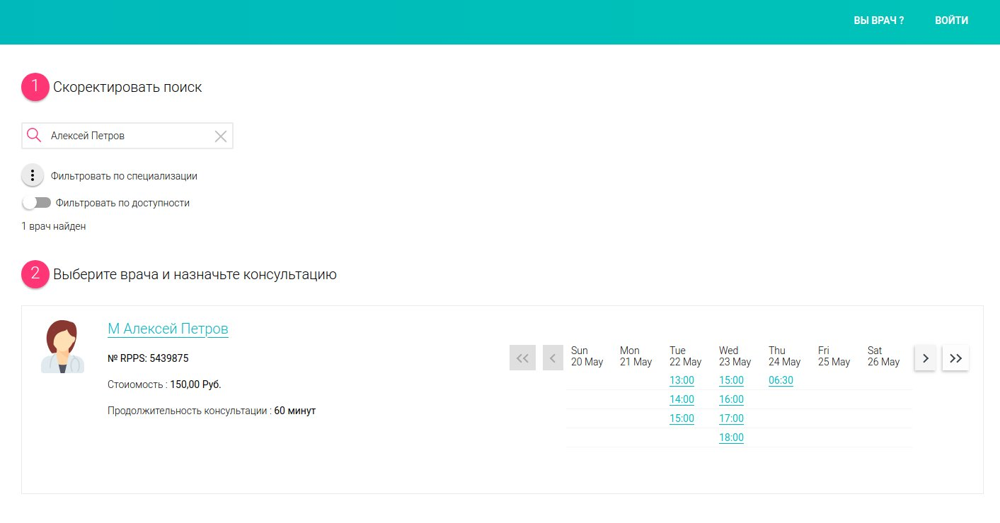 ВЫ ВРАЧ ? ВОЙТИ
1 Скоректировать поиск
Алексей Петров
Фильтровать по специализации
Фильтровать по доступности
1 врач найден
2 Выберите врача и назначьте консультацию
М Алексей Петров
№ RPPS: 5439875
Стоиомость : 150,00 Руб.
Продолжительность консультации : 60 минут
Sun Mon Tue Wed Thu Fri Sat
20 May 21 May 22 May 23 May 24 May 25 May 26 May
13:00 15:00 06:30
14:00 16:00
15:00 17:00
18:00